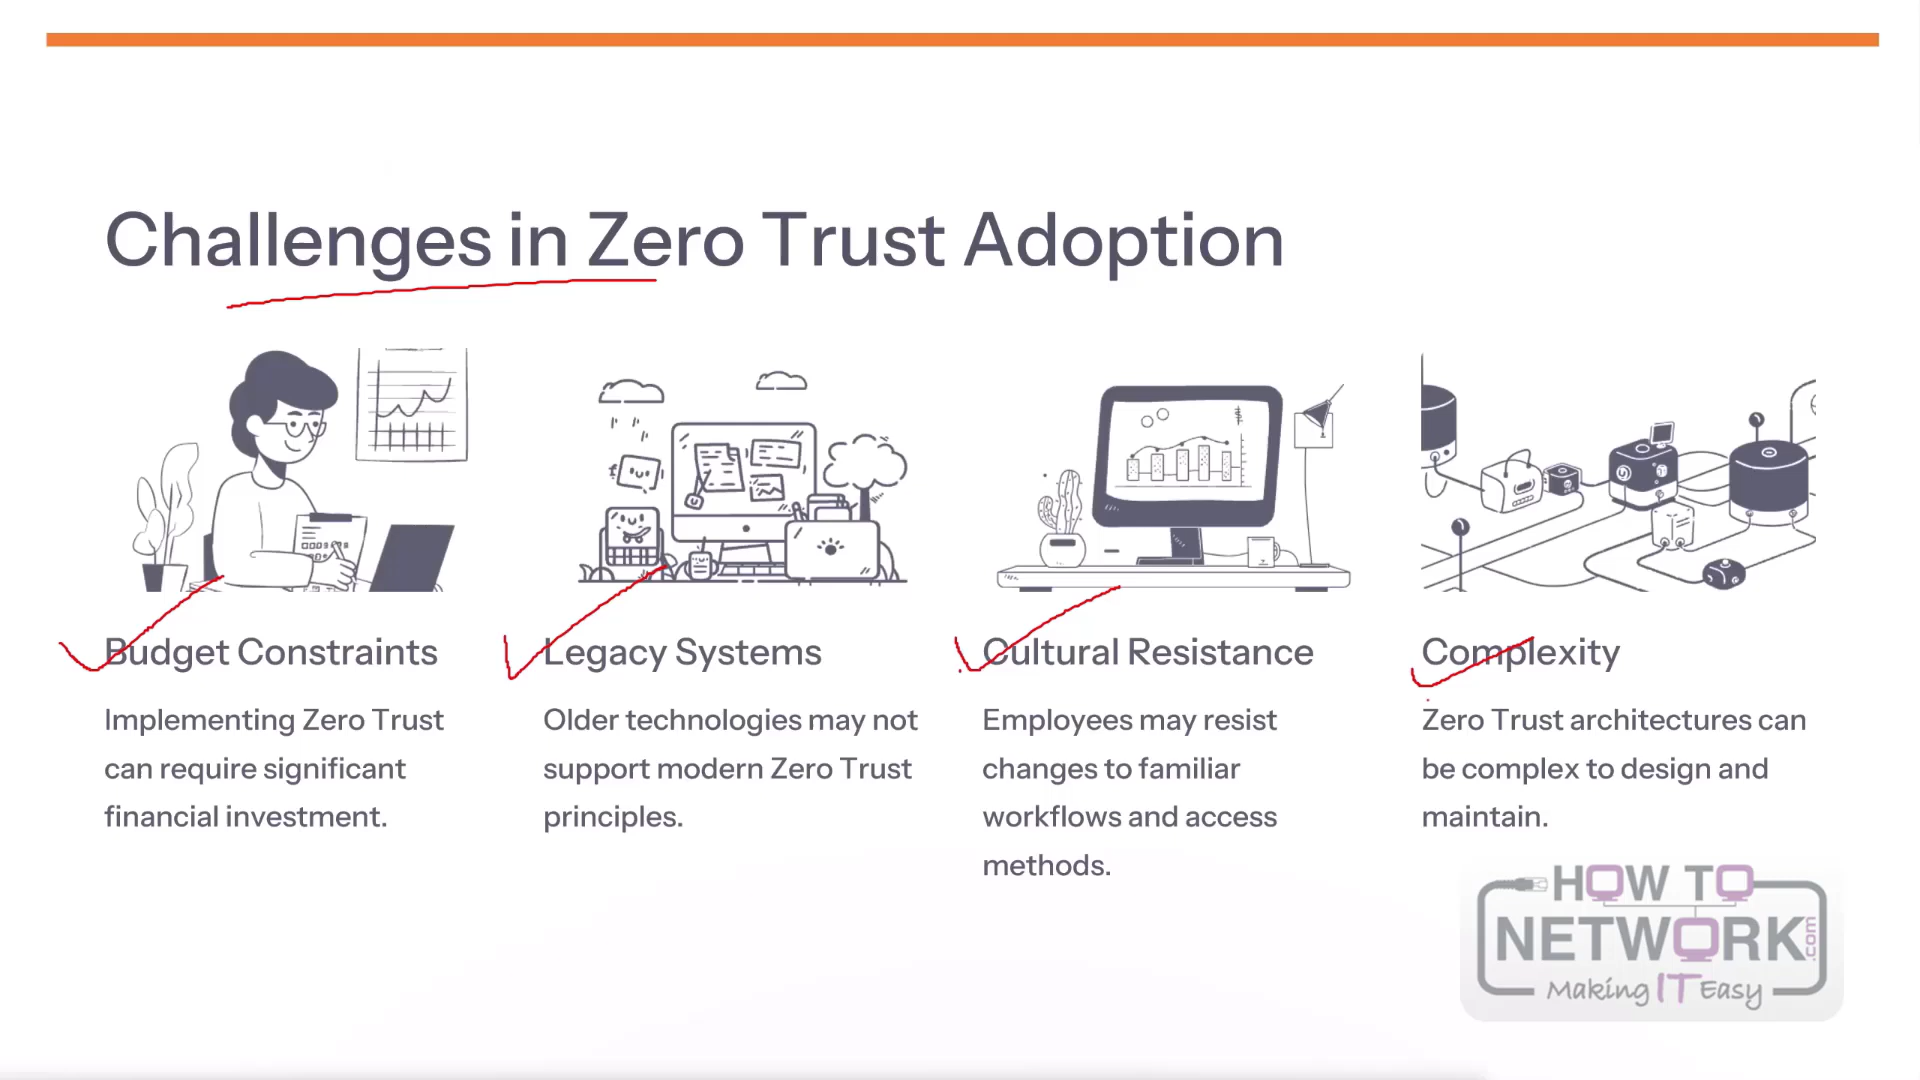 Challenges in Zero Trust Adoption
Budget Constraints
Implementing Zero Trust
can require significant
financial investment.
Legacy Systems
Older technologies may not
support modern Zero Trust
principles.
Cultural Resistance
Employees may resist
changes to familiar
workflows and access
methods.
Complexity
Zero Trust architectures can
be complex to design and
maintain.
HOW TO
NETWORK.com
Making IT Easy